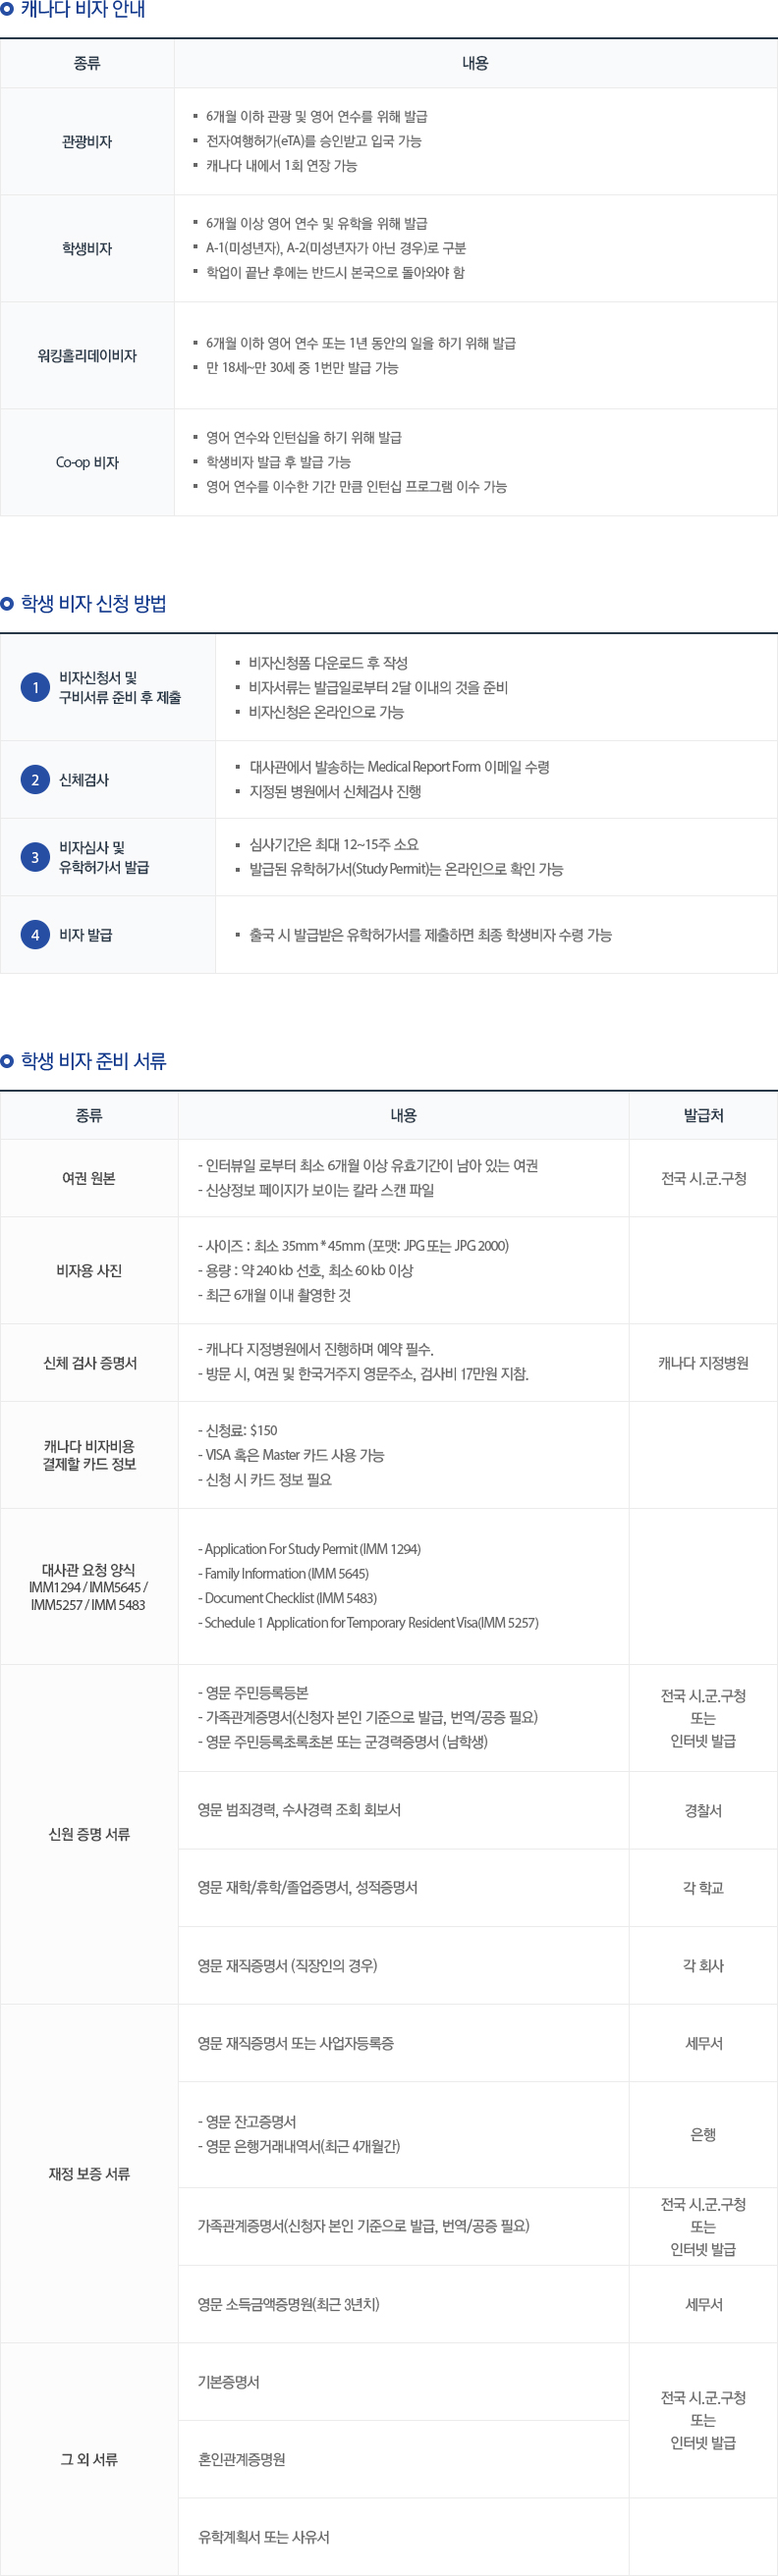 캐나다 비자 안내
종류
내용
관광비자
6개월 이하 관광 및 영어 연수를 위해 발급
전자여행허가(eTA)를 승인받고 입국 가능
캐나다 내에서 1회 연장 가능
학생비자
6개월 이상 영어 연수 및 유학을 위해 발급
A-1(미성년자), A-2(미성년자가 아닌 경우)로 구분
학업이 끝난 후에는 반드시 본국으로 돌아와야 함
워킹홀리데이비자
6개월 이하 영어 연수 또는 1년 동안의 일을 하기 위해 발급
만 18세~만 30세 중 1번만 발급 가능
Co-op 비자
영어 연수와 인턴십을 하기 위해 발급
학생비자 발급 후 발급 가능
영어 연수를 이수한 기간 만큼 인턴십 프로그램 이수 가능
학생 비자 신청 방법
1
비자신청서 및
구비서류 준비 후 제출
비자신청폼 다운로드 후 작성
비자서류는 발급일로부터 2달 이내의 것을 준비
비자신청은 온라인으로 가능
2
신체검사
대사관에서 발송하는 Medical Report Form 이메일 수령
지정된 병원에서 신체검사 진행
3
비자심사 및
유학허가서 발급
심사기간은 최대 12~15주 소요
발급된 유학허가서(Study Permit)는 온라인으로 확인 가능
4
비자 발급
출국 시 발급받은 유학허가서를 제출하면 최종 학생비자 수령 가능
학생 비자 준비 서류
종류
내용
발급처
여권 원본
- 인터뷰일 로부터 최소 6개월 이상 유효기간이 남아 있는 여권
- 신상정보 페이지가 보이는 칼라 스캔 파일
전국 시.군.구청
비자용 사진
- 사이즈 : 최소 35mm * 45mm (포맷: JPG 또는 JPG 2000)
- 용량 : 약 240 kb 선호, 최소 60 kb 이상
- 최근 6개월 이내 촬영한 것
신체 검사 증명서
- 캐나다 지정병원에서 진행하며 예약 필수.
- 방문 시, 여권 및 한국거주지 영문주소, 검사비 17만원 지참.
캐나다 지정병원
캐나다 비자비용
결제할 카드 정보
- 신청료: $150
- VISA 혹은 Master 카드 사용 가능
- 신청 시 카드 정보 필요
대사관 요청 양식
IMM1294 / IMM5645 /
IMM5257 / IMM 5483
- Application For Study Permit (IMM 1294)
- Family Information (IMM 5645)
- Document Checklist (IMM 5483)
- Schedule 1 Application for Temporary Resident Visa(IMM 5257)
신원 증명 서류
- 영문 주민등록등본
- 가족관계증명서(신청자 본인 기준으로 발급, 번역/공증 필요)
- 영문 주민등록초록초본 또는 군경력증명서 (남학생)
전국 시.군.구청
또는
인터넷 발급
영문 범죄경력, 수사경력 조회 회보서
경찰서
영문 재학/휴학/졸업증명서, 성적증명서
각 학교
영문 재직증명서 (직장인의 경우)
각 회사
재정 보증 서류
영문 재직증명서 또는 사업자등록증
세무서
- 영문 잔고증명서
- 영문 은행거래내역서(최근 4개월간)
은행
가족관계증명서(신청자 본인 기준으로 발급, 번역/공증 필요)
전국 시.군.구청
또는
인터넷 발급
영문 소득금액증명원(최근 3년치)
세무서
그 외 서류
기본증명서
전국 시.군.구청
또는
인터넷 발급
혼인관계증명원
유학계획서 또는 사유서